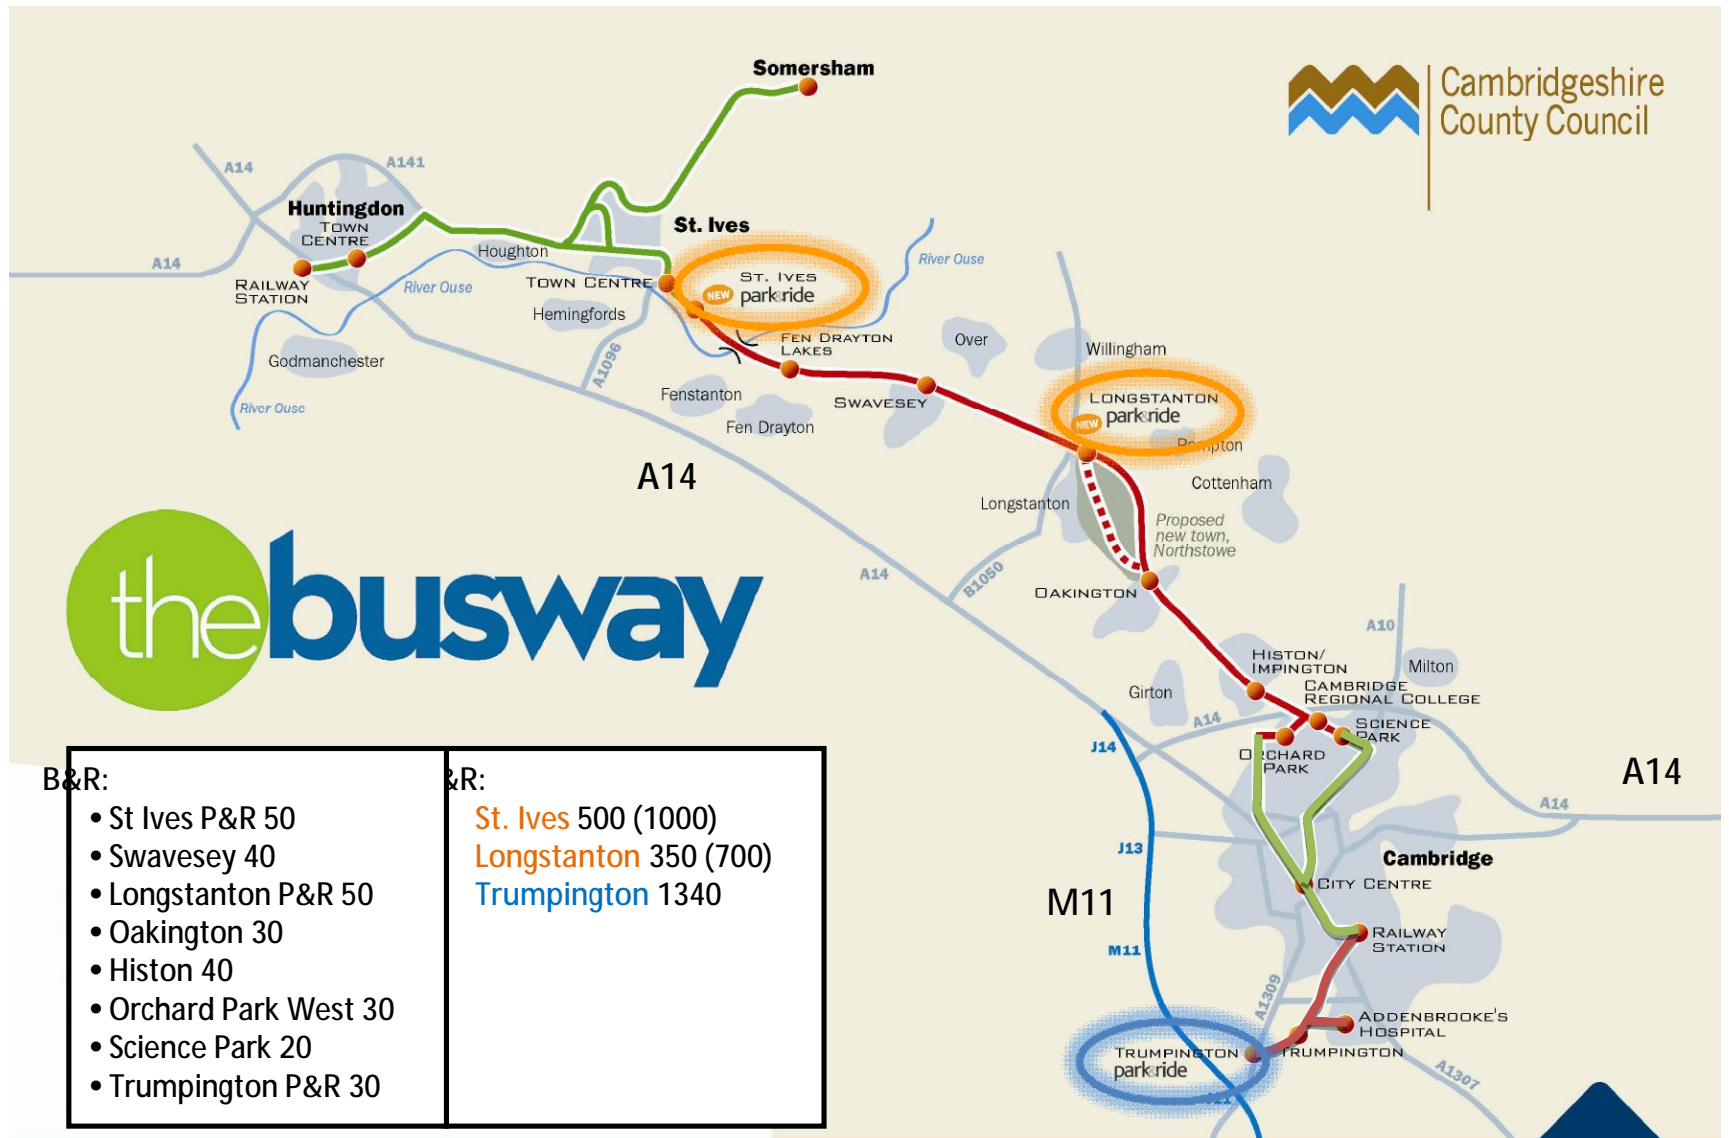 Somersham
Cambridgeshire
County Council
A14
A141
Huntingdon
TOWN
CENTRE
St. Ives
Houghton
River Ouse
A14
RAILWAY
STATION
River Ouse
TOWN CENTRE
NEW
ST. IVES
park&ride
Hemingfords
FEN DRAYTON
LAKES
Over
Willingham
Godmanchester
A1096
Fenstanton
SWAVESEY
LONGSTANTON
NEW
park&ride
River Ouse
Fen Drayton
A14
Longstanton
Cottenham
Proposed
new town,
Northstowe
the busway
A14
B1050
OAKINGTON
A10
HISTON/
IMPINGTON
Milton
Girton
CAMBRIDGE
REGIONAL COLLEGE
A14
SCIENCE
PARK
J14
ORCHARD
PARK
A14
A14
B&R:
• St Ives P&R 50
• Swavesey 40
• Longstanton P&R 50
• Oakington 30
• Histon 40
• Orchard Park West 30
• Science Park 20
• Trumpington P&R 30
&R:
St. Ives 500 (1000)
Longstanton 350 (700)
Trumpington 1340
J13
Cambridge
CITY CENTRE
M11
RAILWAY
STATION
M11
A1309
ADDENBROOKE'S
HOSPITAL
TRUMPINGTON
park&ride
TRUMPINGTON
A1307